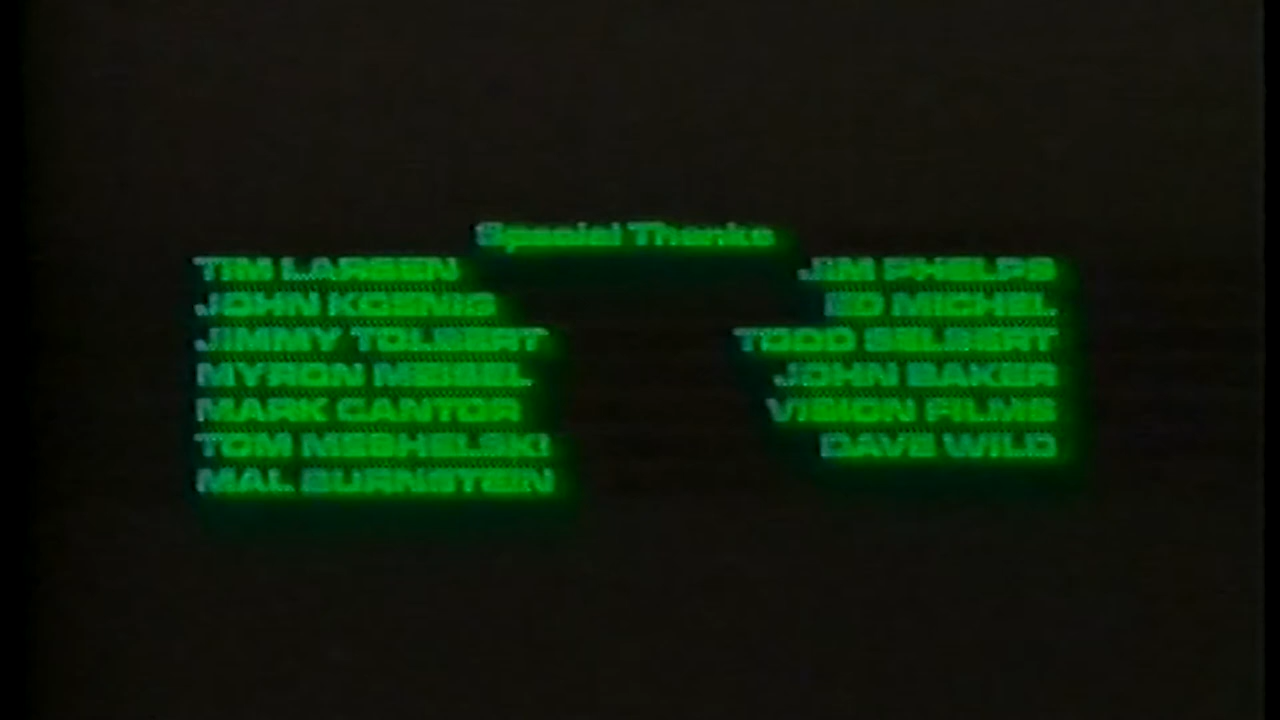 Special Thanks
TIM LARSEN
JOHN KOENIG
JIMMY TOLBERT
MYRON MEISEL
MARK CANTOR
TOM MESHELSKI
MAL BURNSTEIN
JIM PHELPS
ED MICHEL
TODD SELBERT
JOHN BAKER
VISION FILMS
DAVE WILD